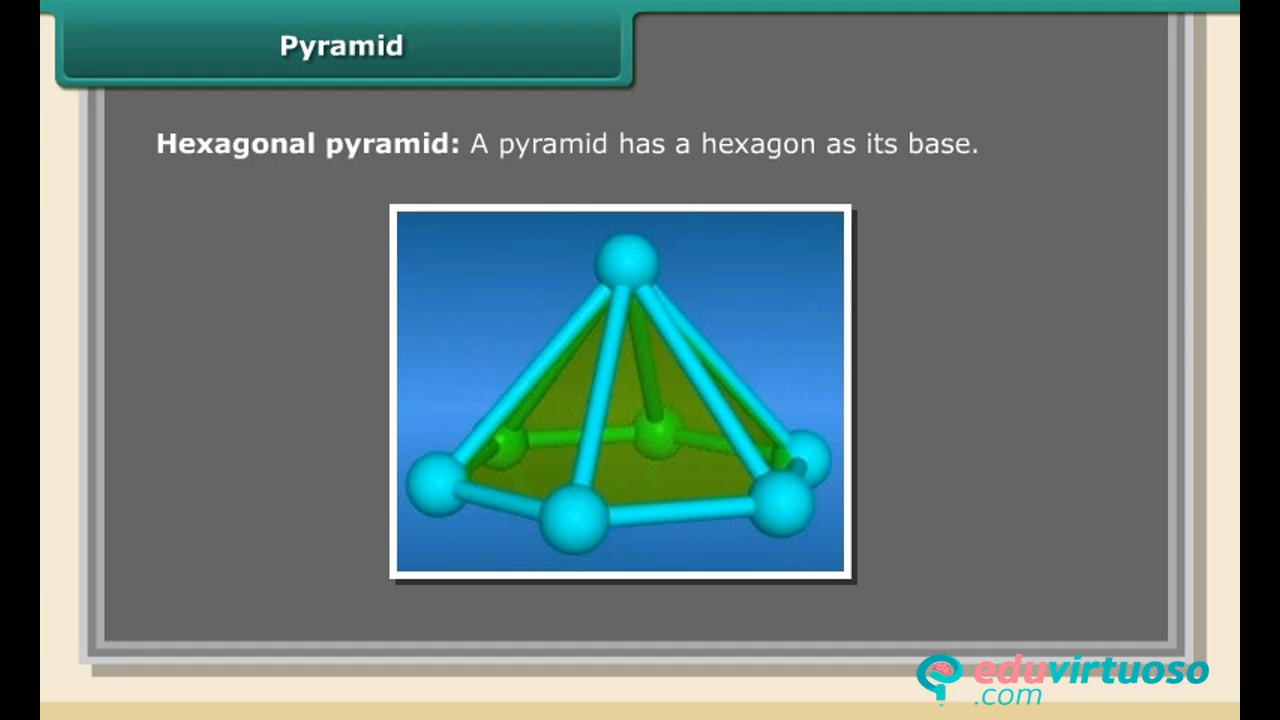 Pyramid
Hexagonal pyramid: A pyramid has a hexagon as its base.
eduvirtuoso
.com